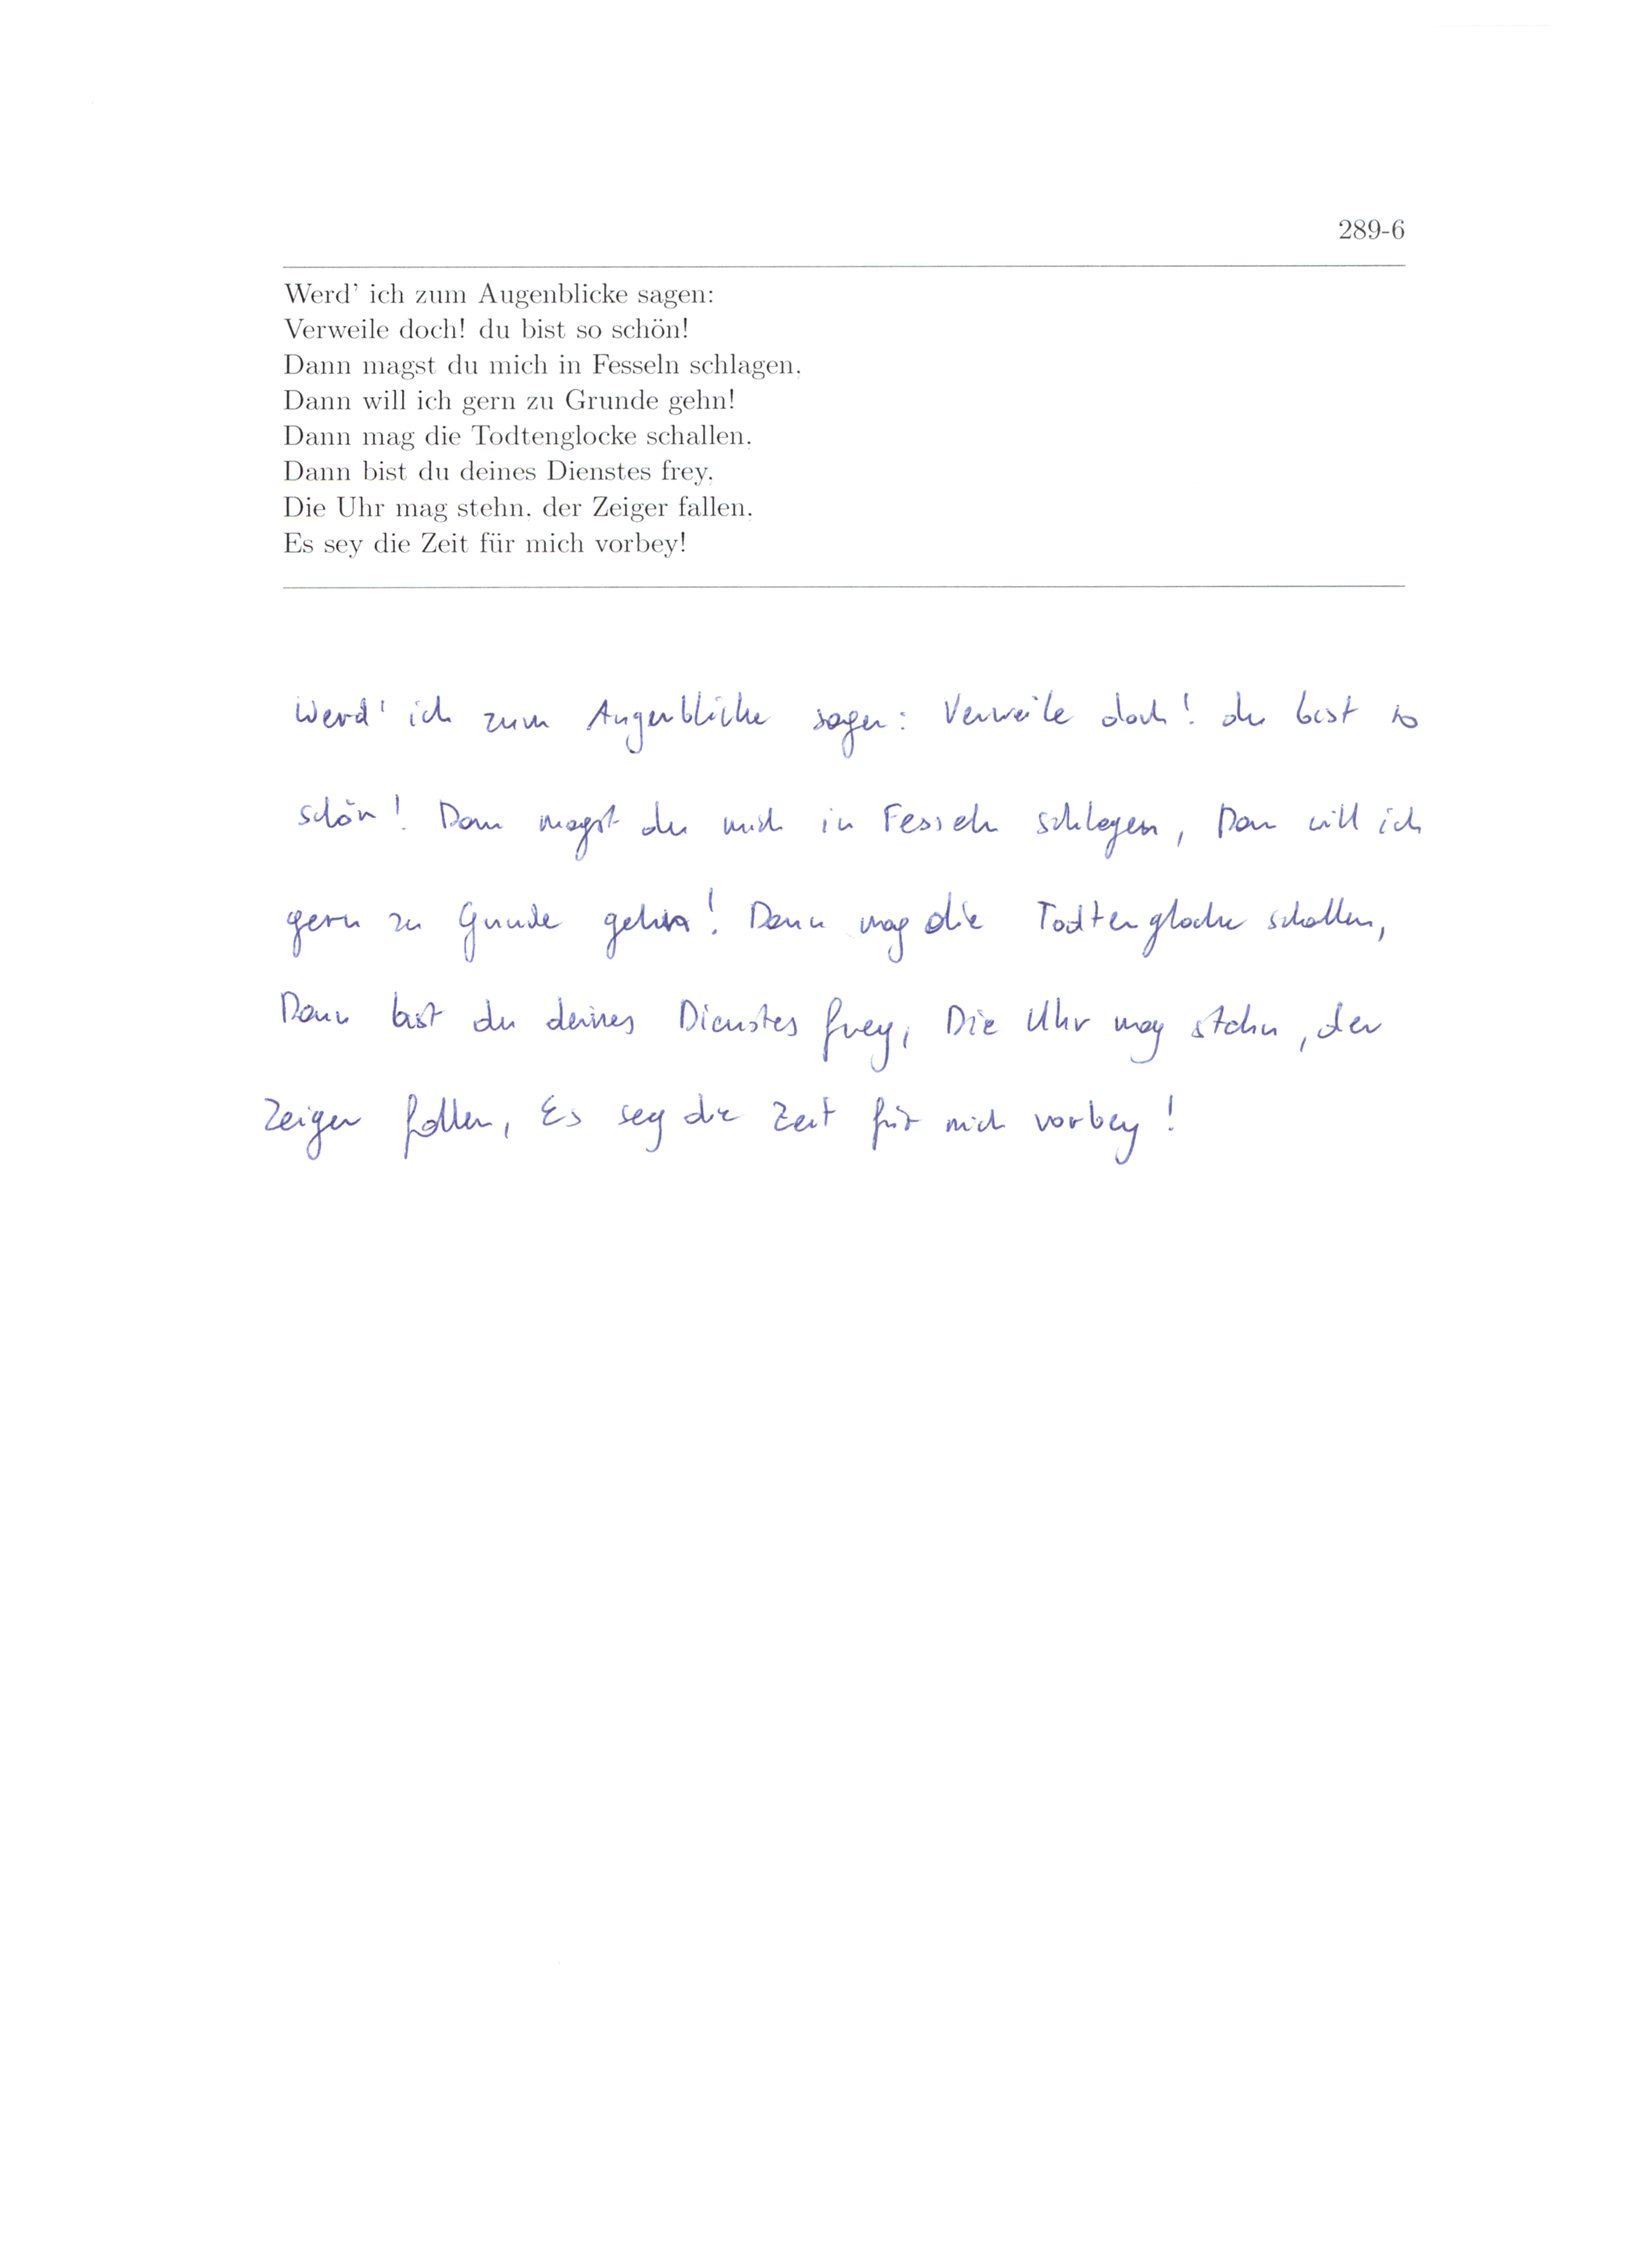 289-6
Werd' ich zum Augenblicke sagen:
Verweile doch! du bist so schön!
Dann magst du mich in Fesseln schlagen,
Dann will ich gern zu Grunde gehn!
Dann mag die Todtenglocke schallen,
Dann bist du deines Dienstes frey,
Die Uhr mag stehn, der Zeiger fallen,
Es sey die Zeit für mich vorbey!
Werd' ich zum Augenblicke sagen: Verweile doch! du bist so
schön! Dann magst du mich in Fesseln schlagen, Dann will ich
gern zu Grunde gehn! Dann mag die Todtenglocke schallen,
Dann bist du deines Dienstes frey, Die Uhr mag stehn, der
Zeiger fallen, Es sey die Zeit für mich vorbey!